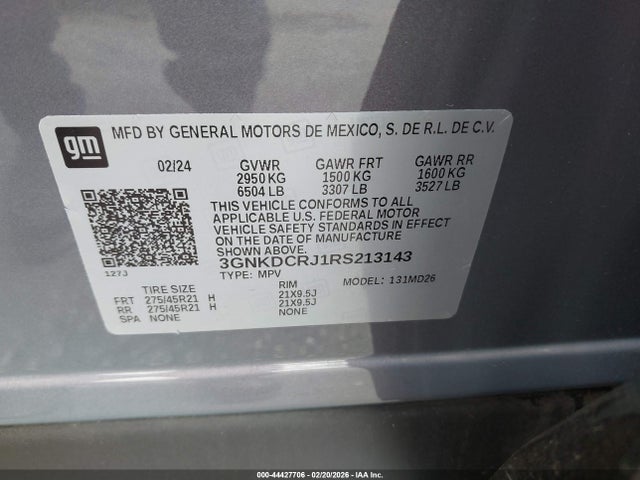 gm
MFD BY GENERAL MOTORS DE MEXICO, S. DE R.L. DE C.V.
02/24 GVWR GAWR FRT GAWR RR
2950 KG 1500 KG 1600 KG
6504 LB 3307 LB 3527 LB
THIS VEHICLE CONFORMS TO ALL
APPLICABLE U.S. FEDERAL MOTOR
VEHICLE SAFETY STANDARDS IN EFFECT
ON THE DATE OF MANUFACTURE
SHOWN ABOVE.
3GNKDCRJ1RS213143
127J TYPE: MPV MODEL: 131MD26
TIRE SIZE RIM
FRT 275/45R21 H 21X9.5J
RR 275/45R21 H 21X9.5J
SPA NONE NONE
000-44427706 - 02/20/2026 - IAA Inc.